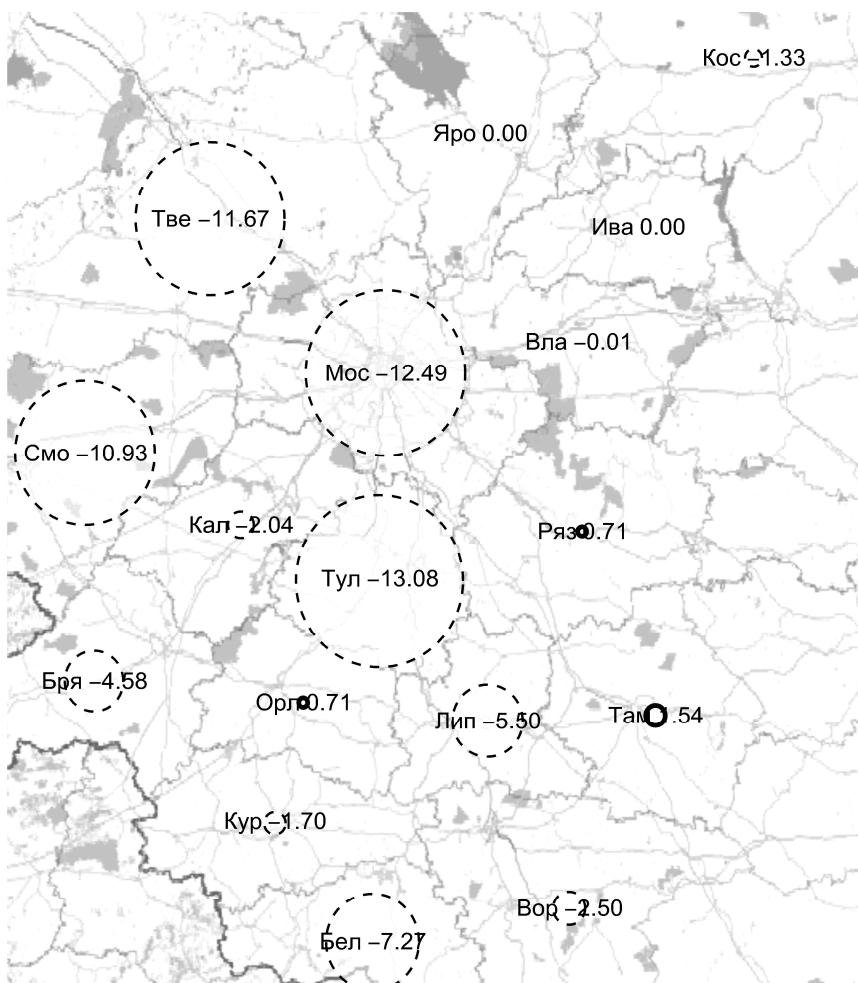 Кос −1.33
Яро 0.00
Тве −11.67
Ива 0.00
Вла −0.01
Мос −12.49
Смо −10.93
Кал −2.04
Ряз 0.71
Тул −13.08
Бря −4.58
Орл 0.71
Лип −5.50
Там 1.54
Кур −1.70
Вор −2.50
Бел −7.27